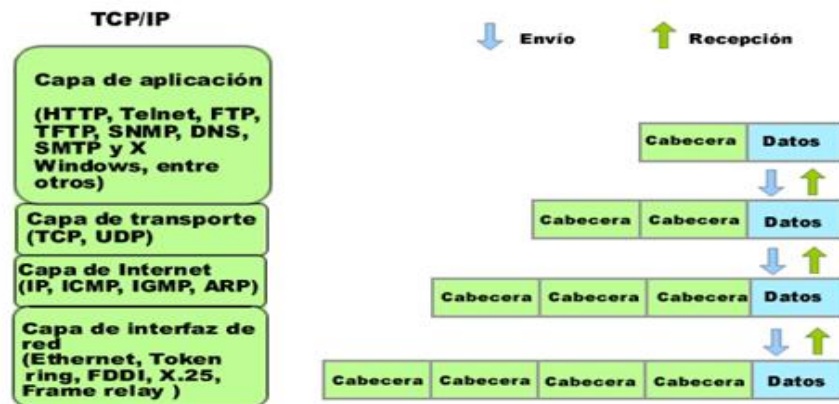 TCP/IP
Envío
Recepción
Capa de aplicación
(HTTP, Telnet, FTP,
TFTP, SNMP, DNS,
SMTP y X
Windows, entre
otros)
Cabecera Datos
Capa de transporte
(TCP, UDP)
Cabecera Cabecera Datos
Capa de Internet
(IP, ICMP, IGMP, ARP)
Cabecera Cabecera Cabecera Datos
Capa de interfaz de
red
(Ethernet, Token
ring, FDDI, X.25,
Frame relay )
Cabecera Cabecera Cabecera Cabecera Datos